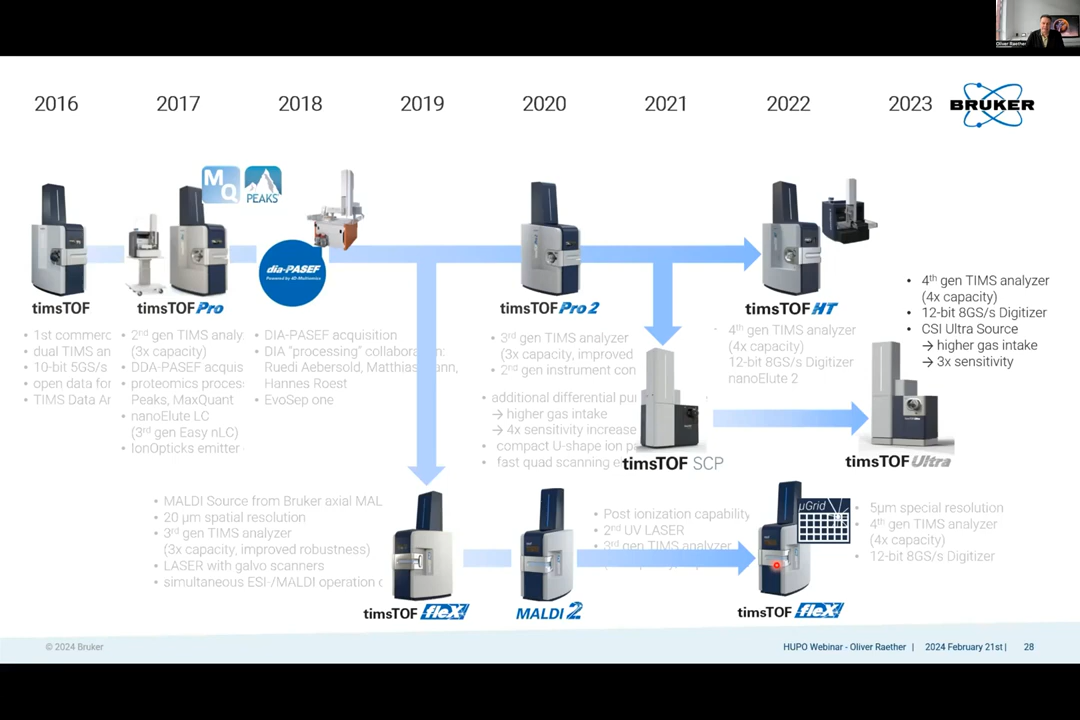 Oliver Raether
2016 2017 2018 2019 2020 2021 2022 2023
BRUKER
MQ
PEAKS
dia-PASEF
Powered by 4D-Multiomics
timsTOF
timsTOF Pro
timsTOF Pro 2
timsTOF HT
• 1st commerc
• dual TIMS an
• 10-bit 5GS/s
• open data for
• TIMS Data An
• 2nd gen TIMS analy
(3x capacity)
• DDA-PASEF acquis
• proteomics proces
Peaks, MaxQuant
• nanoElute LC
(3rd gen Easy nLC)
• IonOpticks emitter
• DIA-PASEF acquisition
• DIA "processing" collabora on:
Ruedi Aebersold, Matthias ann,
Hannes Roest
• EvoSep one
• 3rd gen TIMS analyzer
(3x capacity, improved
• 2nd gen instrument con
• additional differential pu
→ higher gas intake
→ 4x sensitivity increase
• compact U-shape ion p
• fast quad scanning e
timsTOF SCP
• 4th gen TIMS analyzer
(4x capacity)
12-bit 8GS/s Digitizer
nanoElute 2
• 4th gen TIMS analyzer
(4x capacity)
• 12-bit 8GS/s Digitizer
• CSI Ultra Source
→ higher gas intake
→ 3x sensitivity
timsTOF Ultra
• MALDI Source from Bruker axial MAL
• 20 µm spatial resolution
• 3rd gen TIMS analyzer
(3x capacity, improved robustness)
• LASER with galvo scanners
• simultaneous ESI-/MALDI operation c
timsTOF fleX
MALDI 2
• Post ionization capability
• 2nd UV LASER
• 3rd gen TIMS analyzer
µGrid
timsTOF fleX
• 5µm special resolution
• 4th gen TIMS analyzer
(4x capacity)
• 12-bit 8GS/s Digitizer
© 2024 Bruker
HUPO Webinar - Oliver Raether | 2024 February 21st | 28